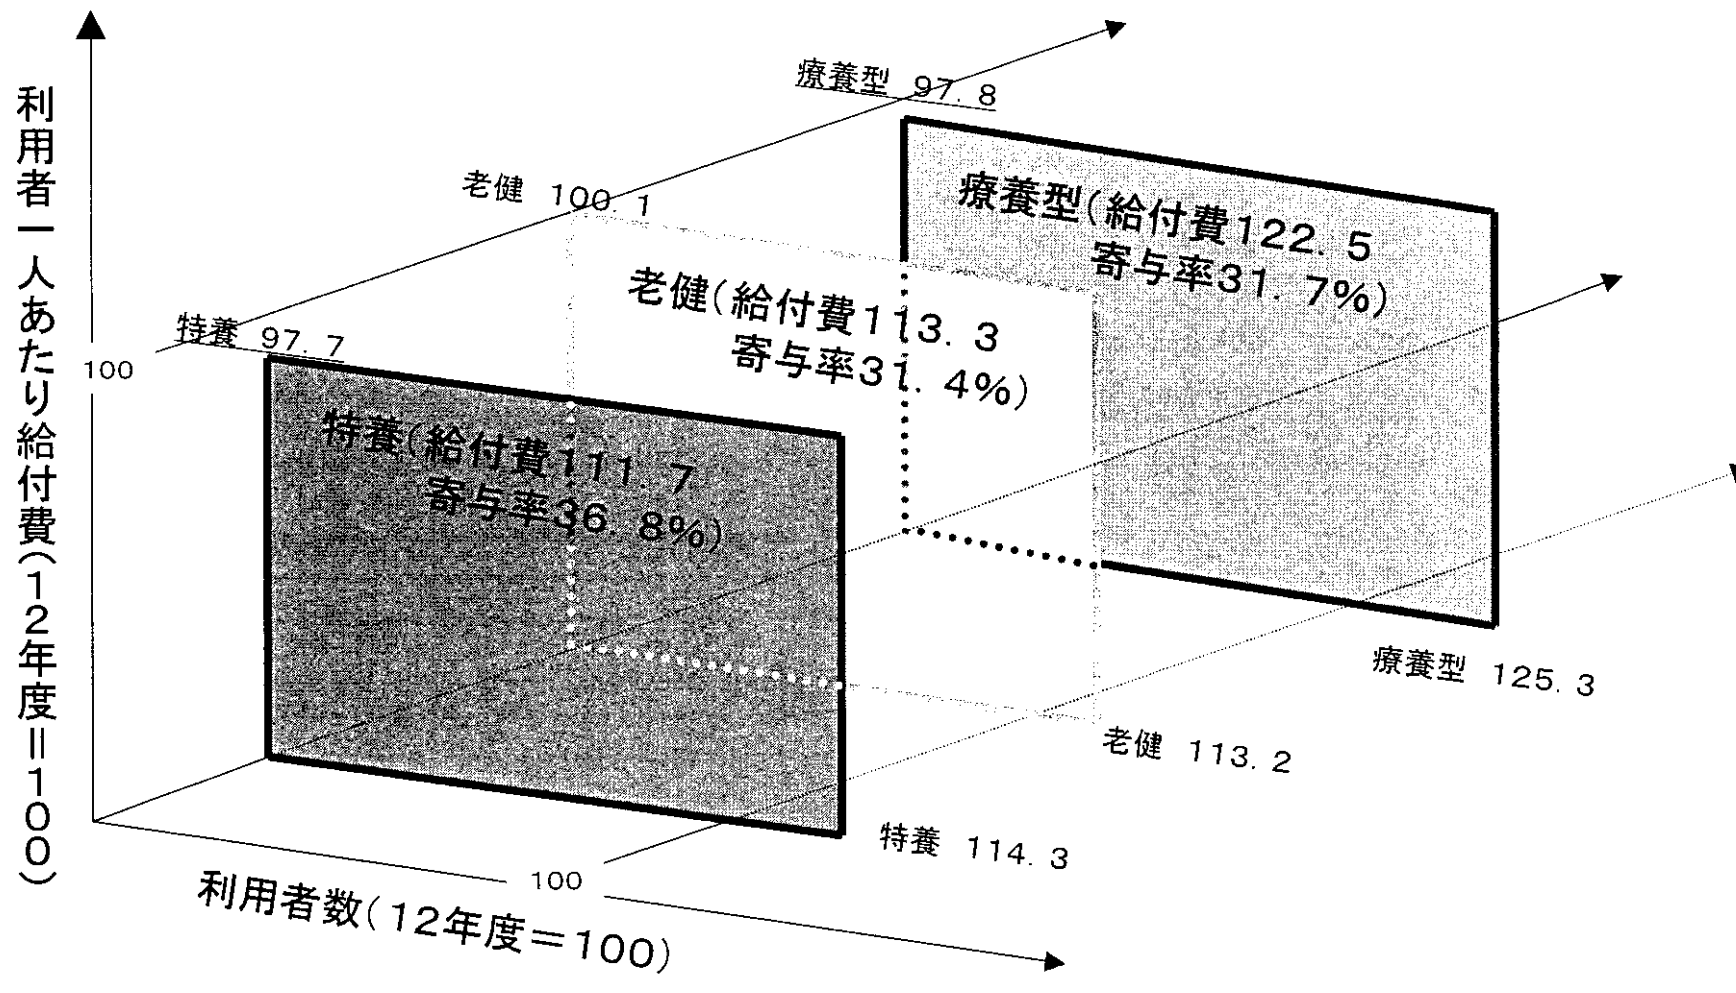 利用者一人あたり給付費(12年度=100)
療養型 97.8
老健 100.1
療養型(給付費122.5
寄与率31.7%)
老健(給付費113.3
寄与率31.4%)
特養 97.7
100
特養(給付費111.7
寄与率36.8%)
療養型 125.3
老健 113.2
特養 114.3
100
利用者数(12年度=100)